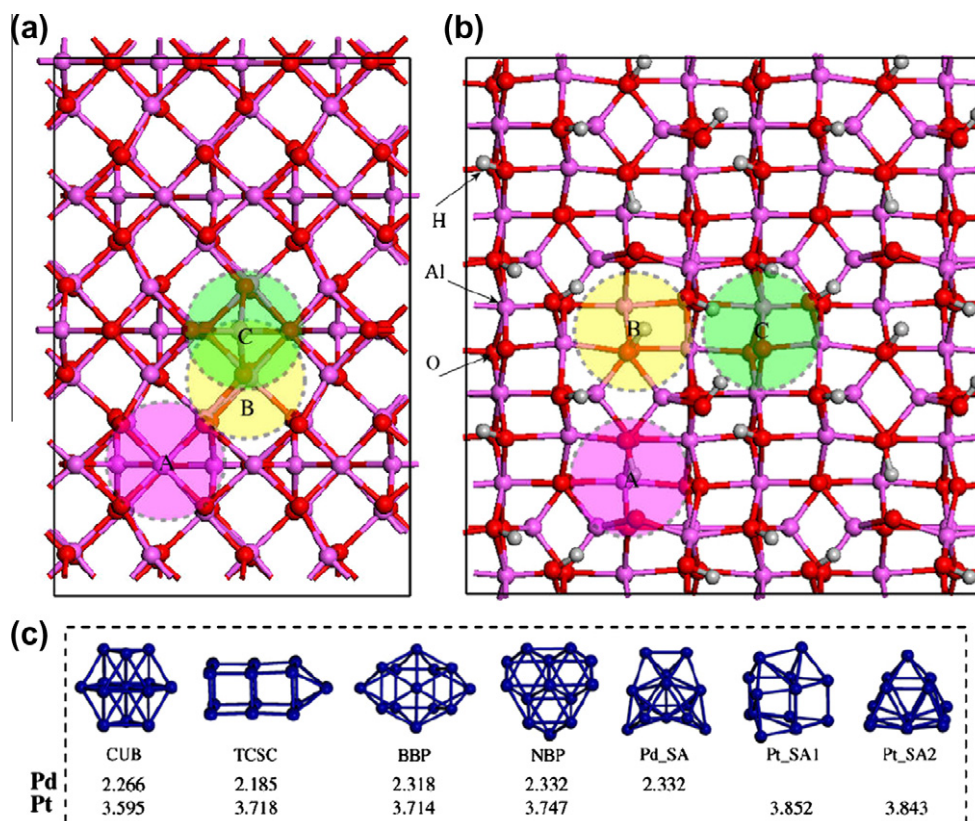 (a)
(b)
H
Al
O
C
B
A
B
C
A
(c)
CUB TCSC BBP NBP Pd_SA Pt_SA1 Pt_SA2
Pd 2.266 2.185 2.318 2.332 2.332
Pt 3.595 3.718 3.714 3.747 3.852 3.843